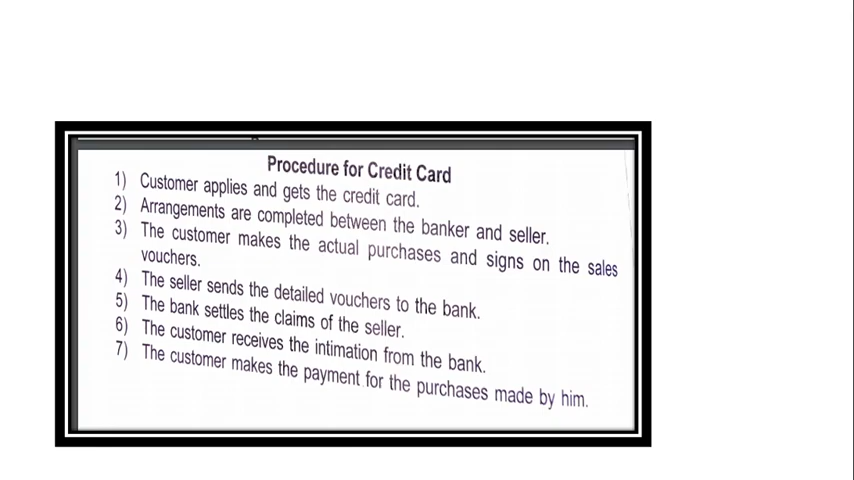 Procedure for Credit Card
1) Customer applies and gets the credit card.
2) Arrangements are completed between the banker and seller.
3) The customer makes the actual purchases and signs on the sales
vouchers.
4) The seller sends the detailed vouchers to the bank.
5) The bank settles the claims of the seller.
6) The customer receives the intimation from the bank.
7) The customer makes the payment for the purchases made by him.